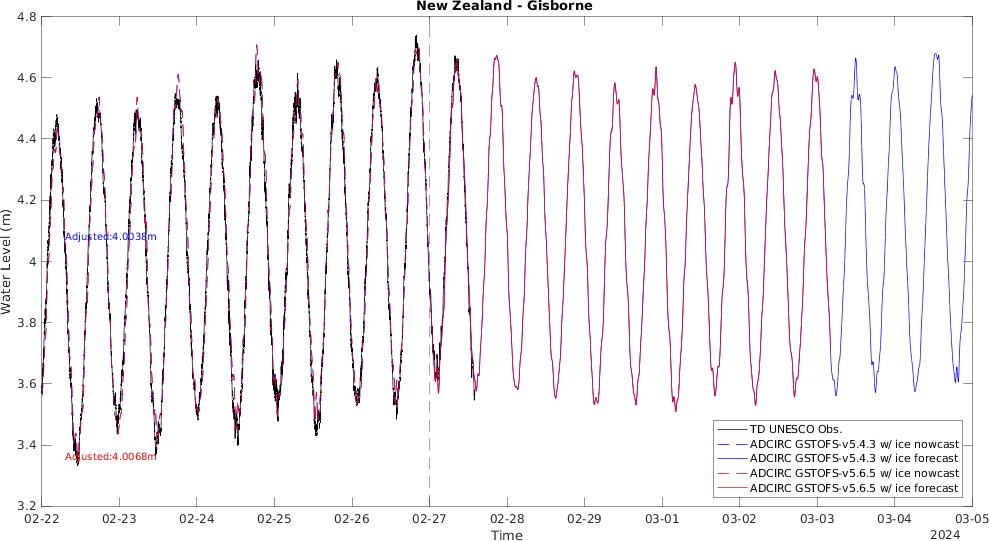 New Zealand - Gisborne
Water Level (m)
4.8
4.6
4.4
4.2
4
3.8
3.6
3.4
3.2
Adjusted:4.0038m
Adjusted:4.0068m
TD UNESCO Obs.
ADCIRC GSTOFS-v5.4.3 w/ ice nowcast
ADCIRC GSTOFS-v5.4.3 w/ ice forecast
ADCIRC GSTOFS-v5.6.5 w/ ice nowcast
ADCIRC GSTOFS-v5.6.5 w/ ice forecast
02-22 02-23 02-24 02-25 02-26 02-27 02-28 02-29 03-01 03-02 03-03 03-04 03-05
Time
2024